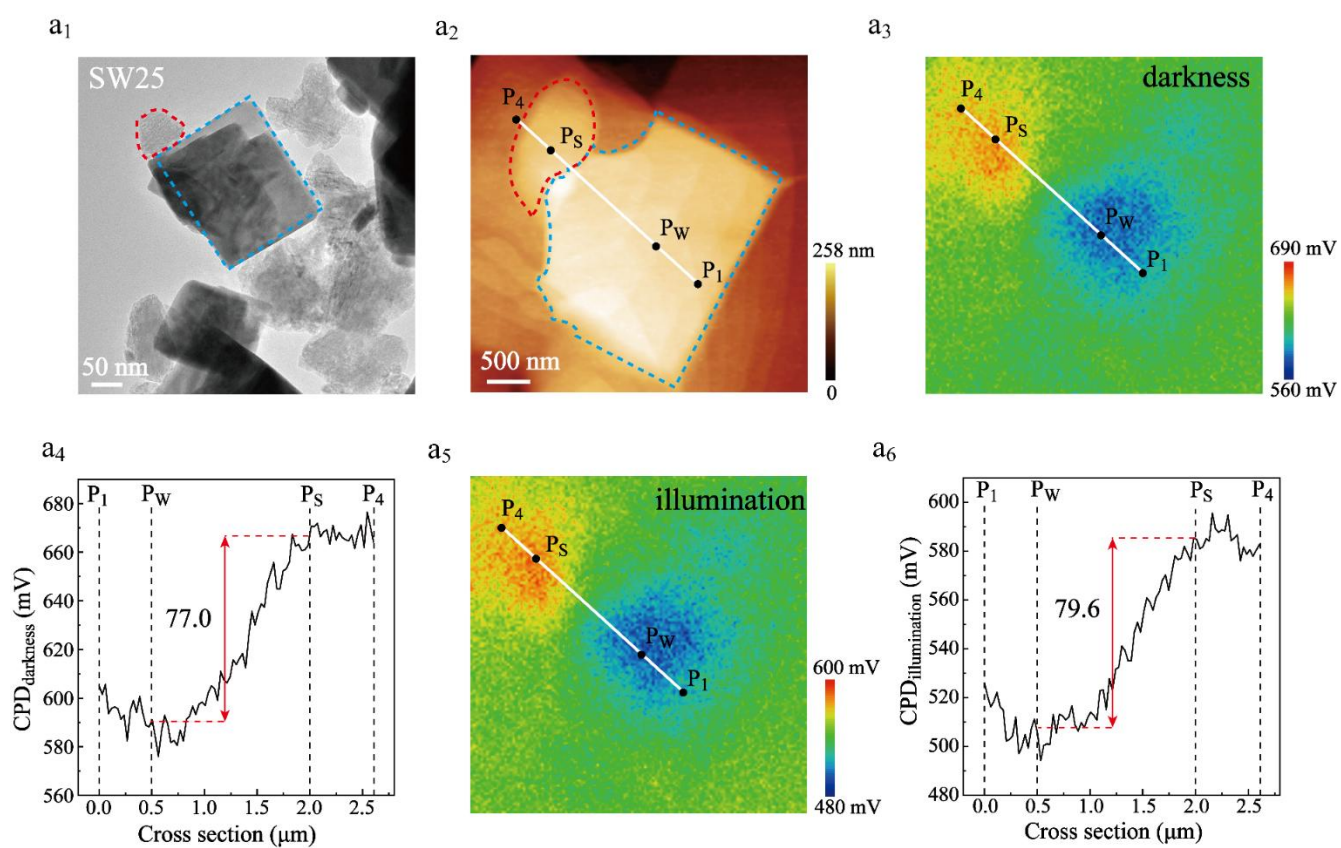 a1
SW25
50 nm
a2
P4
PS
PW
P1
500 nm
258 nm
0
a3
darkness
P4
PS
PW
P1
690 mV
560 mV
a4
P1 PW PS P4
680
660
640
620
600
580
560
77.0
CPDdarkness (mV)
0.0 0.5 1.0 1.5 2.0 2.5
Cross section (μm)
a5
illumination
P4
PS
PW
P1
600 mV
480 mV
a6
P1 PW PS P4
600
580
560
540
520
500
480
79.6
CPDillumination (mV)
0.0 0.5 1.0 1.5 2.0 2.5
Cross section (μm)